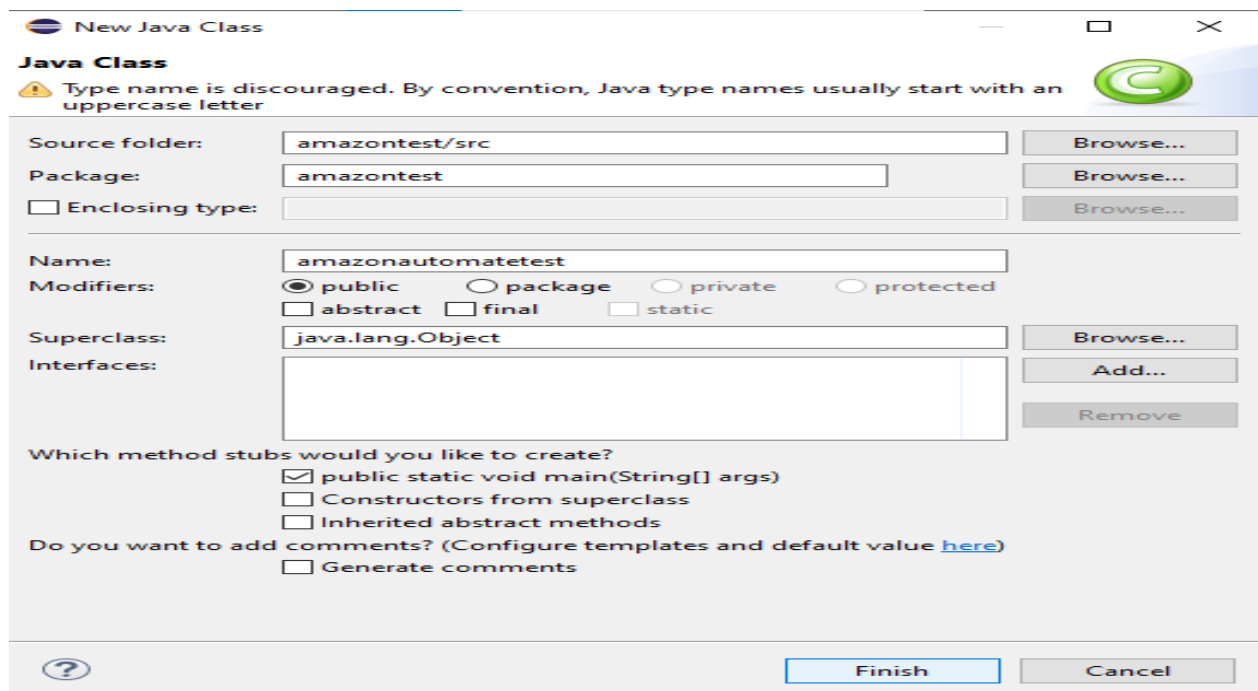 New Java Class
Java Class
Type name is discouraged. By convention, Java type names usually start with an
uppercase letter
Source folder: amazontest/src Browse...
Package: amazontest Browse...
Enclosing type: Browse...
Name: amazonautomatetest
Modifiers: public package private protected
abstract final static
Superclass: java.lang.Object Browse...
Interfaces: Add...
Remove
Which method stubs would you like to create?
public static void main(String[] args)
Constructors from superclass
Inherited abstract methods
Do you want to add comments? (Configure templates and default value here)
Generate comments
? Finish Cancel